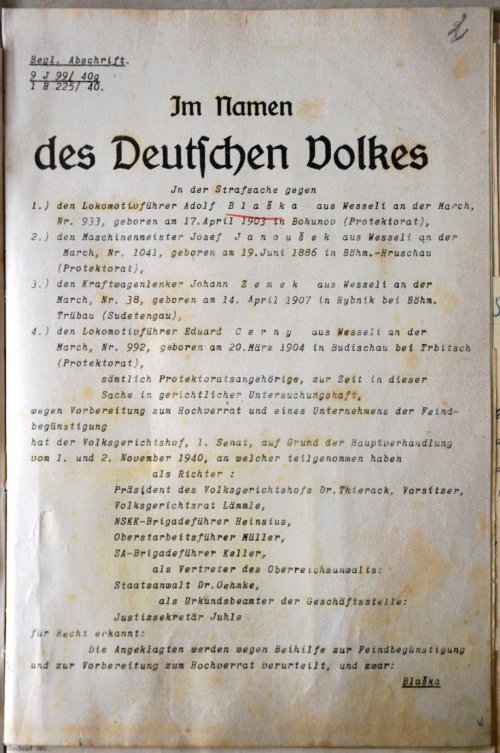 2
Begl. Abschrift.
9 J 99/ 40g
1 H 225/ 40.
Im Namen
des Deutschen Volkes
In der Strafsache gegen
1.) den Lokomotivführer Adolf B l a š k a aus Wesseli an der March,
Nr. 933, geboren am 17.April 1903 in Bohunov (Protektorat),
2.) den Maschinenmeister Josef J a n o u š e k aus Wesseli an der
March, Nr. 1041, geboren am 19.Juni 1886 in Böhm.-Hruschau
(Protektorat),
3.) den Kraftwagenlenker Johann Z e m e k aus Wesseli an der
March, Nr. 38, geboren am 14. April 1907 in Rybnik bei Böhm.
Trübau (Sudetengau),
4.) den Lokomotivführer Eduard C e r n y aus Wesseli an der
March, Nr. 992, geboren am 20.März 1904 in Budischau bei Trbitsch
(Protektorat),
sämtlich Protektoratsangehörige, zur Zeit in dieser
Sache in gerichtlicher Untersuchungshaft,
wegen Vorbereitung zum Hochverrat und eines Unternehmens der Feind-
begünstigung
hat der Volksgerichtshof, 1. Senat, auf Grund der Hauptverhandlung
vom 1. und 2. November 1940, an welcher teilgenommen haben
als Richter :
Präsident des Volksgerichtshofs Dr.Thierack, Vorsitzer,
Volksgerichtsrat Lämmle,
NSKK-Brigadeführer Heinsius,
Oberstarbeitsführer Müller,
SA-Brigadeführer Keller,
als Vertreter des Oberreichsanwalts:
Staatsanwalt Dr.Oehmke,
als Urkundsbeamter der Geschäftsstelle:
Justizsekretär Juhle
für Recht erkannt:
Die Angeklagten werden wegen Beihilfe zur Feindbegünstigung
und zur Vorbereitung zum Hochverrat verurteilt, und zwar:
Blaška